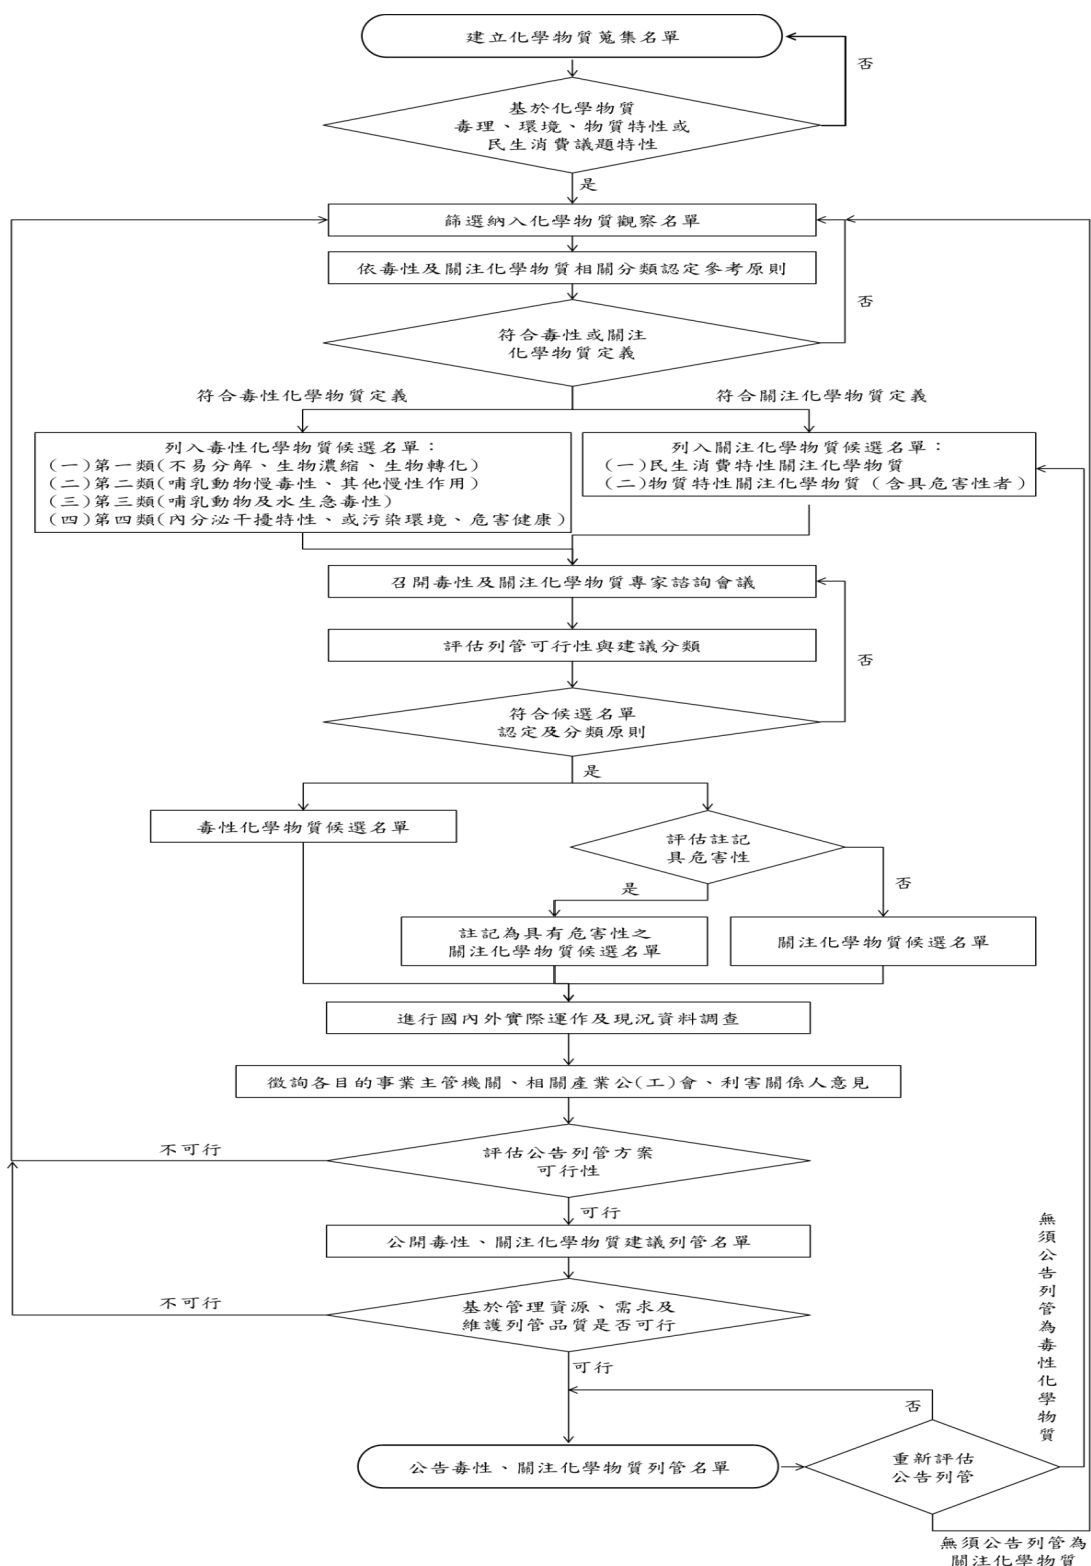 建立化學物質蒐集名單
否
基於化學物質
毒理、環境、物質特性或
民生消費議題特性
是
篩選納入化學物質觀察名單
依毒性及關注化學物質相關分類認定參考原則
否
符合毒性或關注
化學物質定義
符合毒性化學物質定義
符合關注化學物質定義
列入毒性化學物質候選名單：
(一)第一類(不易分解、生物濃縮、生物轉化)
(二)第二類(哺乳動物慢毒性、其他慢性作用)
(三)第三類(哺乳動物及水生急毒性)
(四)第四類(內分泌干擾特性、或污染環境、危害健康)
列入關注化學物質候選名單：
(一)民生消費特性關注化學物質
(二)物質特性關注化學物質（含具危害性者）
召開毒性及關注化學物質專家諮詢會議
評估列管可行性與建議分類
否
符合候選名單
認定及分類原則
是
毒性化學物質候選名單
評估註記
具危害性
是
否
註記為具有危害性之
關注化學物質候選名單
關注化學物質候選名單
進行國內外實際運作及現況資料調查
徵詢各目的事業主管機關、相關產業公(工)會、利害關係人意見
不可行
評估公告列管方案
可行性
可行
公開毒性、關注化學物質建議列管名單
不可行
基於管理資源、需求及
維護列管品質是否可行
可行
無須公告列管為毒性化學物質
否
公告毒性、關注化學物質列管名單
重新評估
公告列管
無須公告列管為
關注化學物質